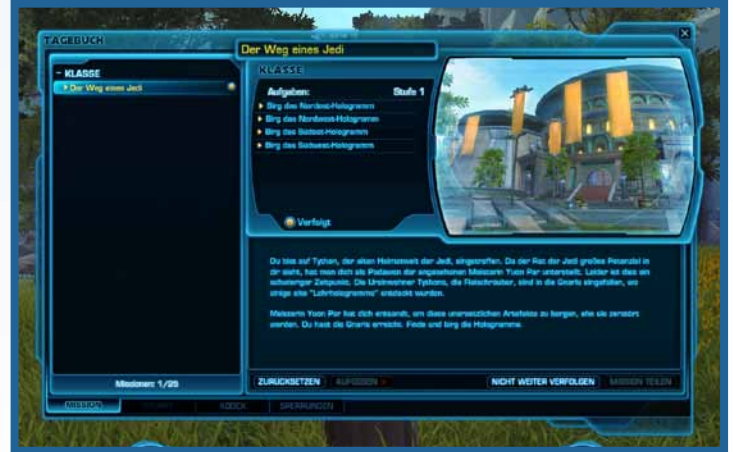 TAGEBUCH
Der Weg eines Jedi
- KLASSE
Der Weg eines Jedi
KLASSE
Aufgaben: Stufe 1
Birg das Nordost-Hologramm
Birg das Nordwest-Hologramm
Birg das Südost-Hologramm
Birg das Südwest-Hologramm
Verfolgt
Du bist auf Tython, der alten Heimatwelt der Jedi, eingetroffen. Da der Rat der Jedi großes Potenzial in
dir sieht, hat man dich als Padawan der angesehenen Meisterin Yuon Par unterstellt. Leider ist dies ein
schwieriger Zeitpunkt. Die Ureinwohner Tythons, die Fleischräuber, sind in die Gnarls eingefallen, wo
einige alte "Lehrhologramme" entdeckt wurden.
Meisterin Yuon Par hat dich entsandt, um diese unersetzlichen Artefakte zu bergen, ehe sie zerstört
werden. Du hast die Gnarls erreicht. Finde und birg die Hologramme.
Missionen: 1/25
ZURÜCKSETZEN
AUFGEBEN
NICHT WEITER VERFOLGEN
MISSION TEILEN
MISSION
KODEX
SPERRUNGEN